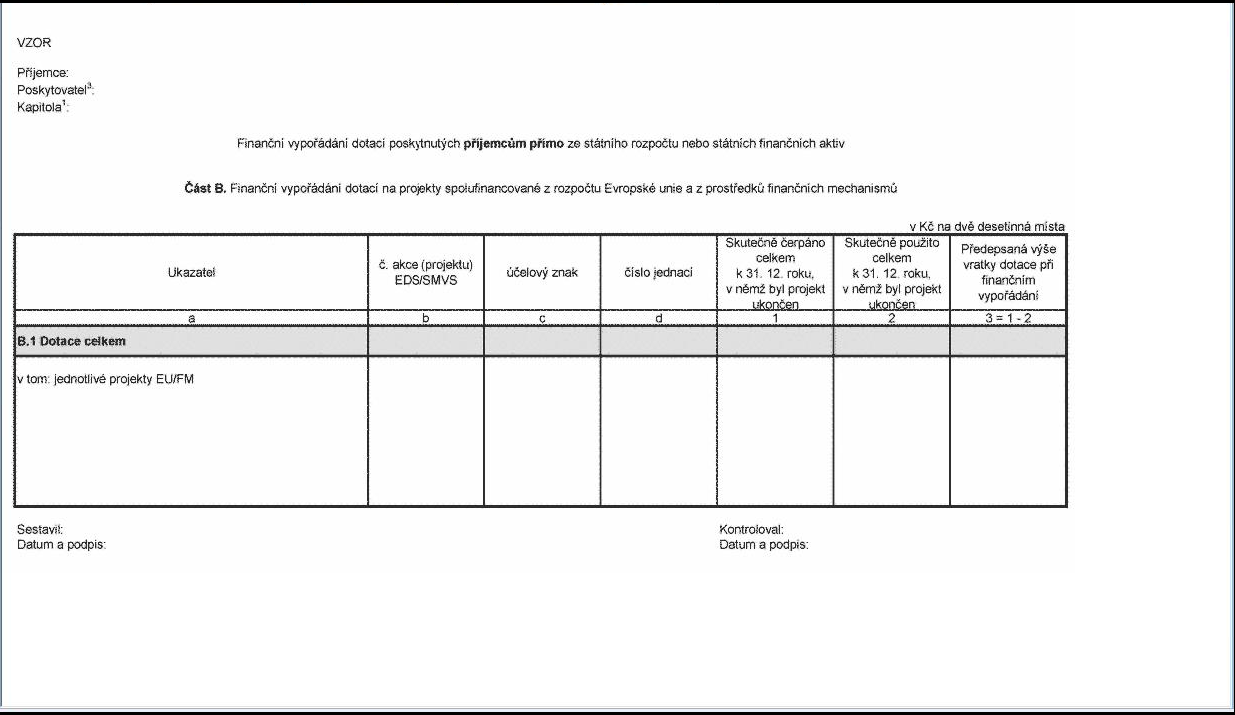 VZOR
Příjemce:
Poskytovatel³:
Kapitola¹:
Finanční vypořádání dotací poskytnutých příjemcům přímo ze státního rozpočtu nebo státních finančních aktiv
Část B. Finanční vypořádání dotací na projekty spolufinancované z rozpočtu Evropské unie a z prostředků finančních mechanismů
v Kč na dvě desetinná místa
Ukazatel
č. akce (projektu)
EDS/SMVS
účelový znak
číslo jednací
Skutečně čerpáno
celkem
k 31. 12. roku,
v němž byl projekt
ukončen
Skutečně použito
celkem
k 31. 12. roku,
v němž byl projekt
ukončen
Předepsaná výše
vratky dotace při
finančním
vypořádání
a b c d 1 2 3 = 1 - 2
B.1 Dotace celkem
v tom: jednotlivé projekty EU/FM
Sestavil:
Datum a podpis:
Kontroloval:
Datum a podpis: